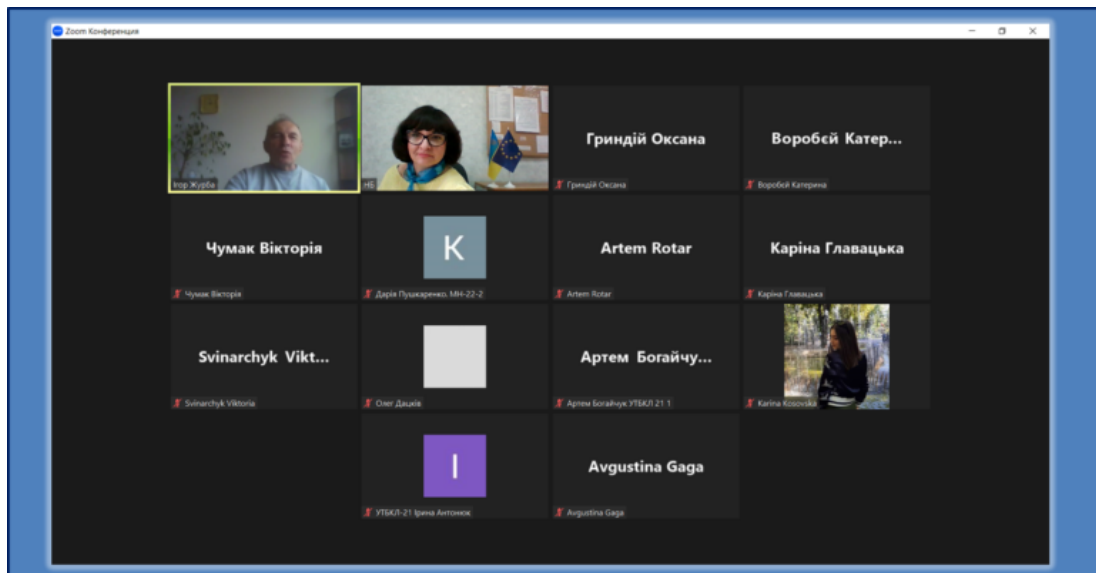 Zoom Конференция
Ігор Журба
НБ
Гриндій Оксана
Гриндій Оксана
Воробєй Катер...
Воробєй Катерина
Чумак Вікторія
Чумак Вікторія
K
Дарія Пушкаренко. МН-22-2
Artem Rotar
Artem Rotar
Каріна Главацька
Каріна Главацька
Svinarchyk Vikt...
Svinarchyk Viktoria
Олег Дацків
Артем Богайчу...
Артем Богайчук УТБКЛ 21 1
Karina Kosovska
І
УТБКЛ-21 Ірина Антонюк
Avgustina Gaga
Avgustina Gaga